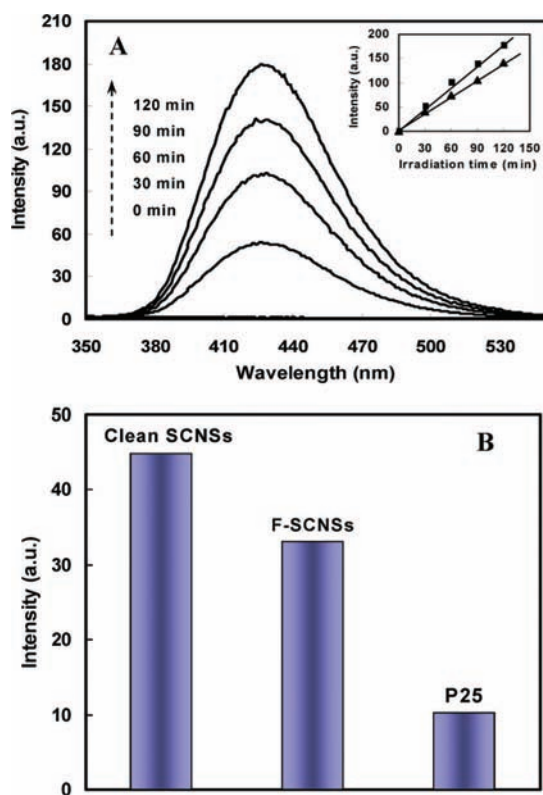 A
210
180
150
120
90
60
30
0
Intensity (a.u.)
120 min
90 min
60 min
30 min
0 min
350 380 410 440 470 500 530
Wavelength (nm)
200
150
100
50
0
Intensity (a.u.)
0 30 60 90 120 150
Irradiation time (min)
B
50
40
30
20
10
0
Intensity (a.u.)
Clean SCNSs
F-SCNSs
P25